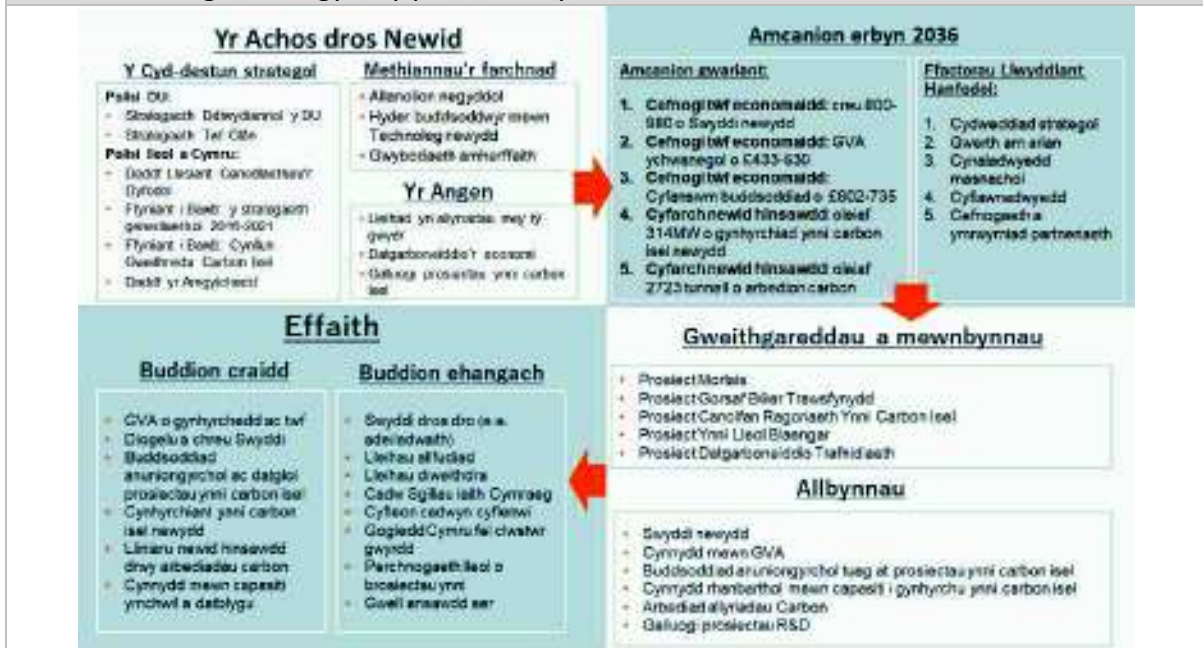 Yr Achos dros Newid
Y Cyd-destun strategol
Polisi DU:
- Strategaeth Ddiwydiannol y DU
- Strategaeth Twf Glân
Polisi lleol a Cymru:
- Deddf Llesiant Cenedlaethau'r
Dyfodol
- Ffyniant i Bawb: y strategaeth
genedlaethol 2016-2021
- Ffyniant i Bawb: Cynllun
Gweithredu Carbon Isel
- Deddf yr Amgylchedd
Methiannau'r farchnad
- Allanolion negyddol
- Hyder buddsoddwyr mewn
Technoleg newydd
- Gwybodaeth amherffaith
Yr Angen
- Lleihad yn allyriadau nwy tŷ
gwydr
- Datgarboneiddio'r economi
- Galluogi prosiectau ynni carbon
isel
Amcanion erbyn 2036
Amcanion gwariant:
1. Cefnogi twf economaidd: creu 800-
980 o Swyddi newydd
2. Cefnogi twf economaidd: GVA
ychwanegol o £433-530
3. Cefnogi twf economaidd:
Cyfanswm buddsoddiad o £602-735
4. Cyfarch newid hinsawdd: oleiaf
314MW o gynhyrchiad ynni carbon
isel newydd
5. Cyfarch newid hinsawdd: oleiaf
2723 tunnell o arbedion carbon
Ffactorau Llwyddiant
Hanfodol:
1. Cydweddiad strategol
2. Gwerth am arian
3. Cynaladwyedd
masnachol
4. Cyflawnadwyedd
5. Cefnogaeth a
ymrwymiad partneriaeth
Gweithgareddau a mewnbynnau
• Prosiect Morlais
• Prosiect Gorsaf Bŵer Trawsfynydd
• Prosiect Canolfan Ragoriaeth Ynni Carbon Isel
• Prosiect Ynni Lleol Blaengar
• Prosiect Datgarboneiddio Trafnidiaeth
Allbynnau
• Swyddi newydd
• Cynnydd mewn GVA
• Buddsoddiad anuniongyrchol tuag at prosiectau ynni carbon isel
• Cynnydd rhanbarthol mewn capasiti i gynhyrchu ynni carbon isel
• Arbediad allyriadau Carbon
• Galluogi prosiectau R&D
Effaith
Buddion craidd
• GVA o gynhyrchedd ac twf
• Diogelu a chreu Swyddi
• Buddsoddiad
anuniongyrchol ac datgloi
prosiectau ynni carbon isel
• Cynhyrchiant ynni carbon
isel newydd
• Lliniaru newid hinsawdd
drwy arbediadau carbon
• Cynnydd mewn capasiti
ymchwil a datblygu
Buddion ehangach
• Swyddi dros dro (e.e.
adeiladwaith)
• Lleihau allfudiad
• Lleihau diweithdra
• Cadw Sgiliau iaith Cymraeg
• Cyfleon cadwyn cyflenwi
• Gogledd Cymru fel clwstwr
gwyrdd
• Perchnogaeth lleol o
brosiectau ynni
• Gwell ansawdd aer